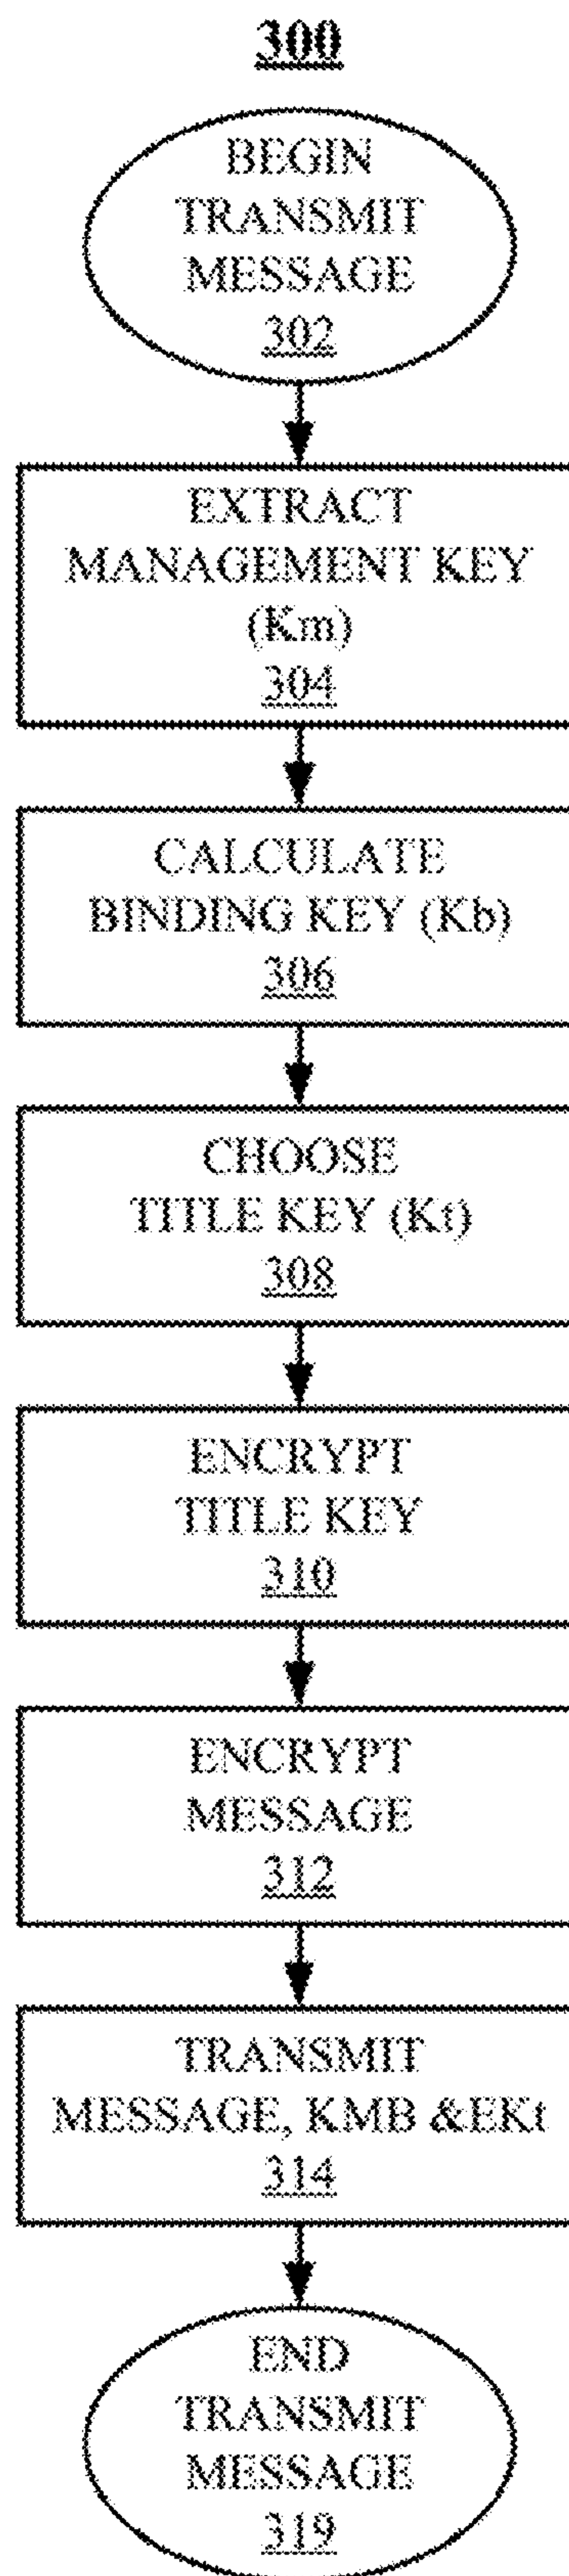 300
BEGIN
TRANSMIT
MESSAGE
302
EXTRACT
MANAGEMENT KEY
(Km)
304
CALCULATE
BINDING KEY (Kb)
306
CHOOSE
TITLE KEY (Kt)
308
ENCRYPT
TITLE KEY
310
ENCRYPT
MESSAGE
312
TRANSMIT
MESSAGE, KMB &EKt
314
END
TRANSMIT
MESSAGE
319